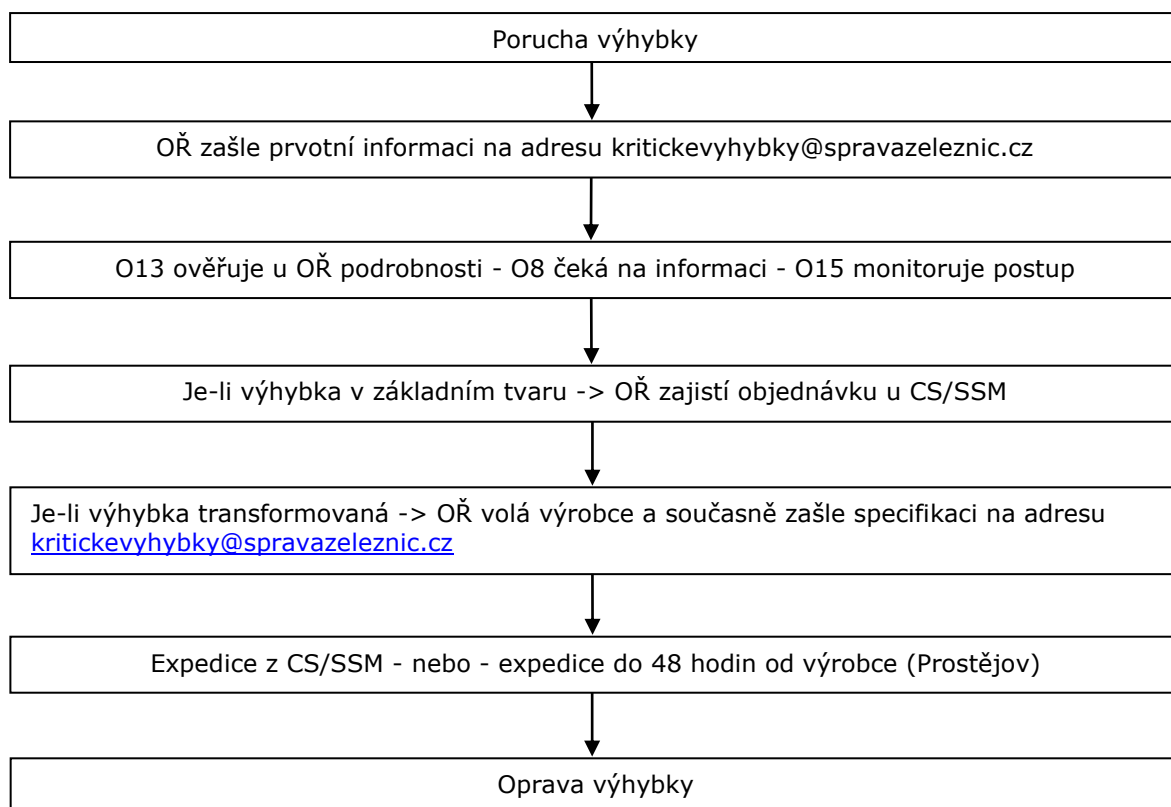 Porucha výhybky
OŘ zašle prvotní informaci na adresu kritickevyhybky@spravazeleznic.cz
O13 ověřuje u OŘ podrobnosti - O8 čeká na informaci - O15 monitoruje postup
Je-li výhybka v základním tvaru -> OŘ zajistí objednávku u CS/SSM
Je-li výhybka transformovaná -> OŘ volá výrobce a současně zašle specifikaci na adresu
kritickevyhybky@spravazeleznic.cz
Expedice z CS/SSM - nebo - expedice do 48 hodin od výrobce (Prostějov)
Oprava výhybky